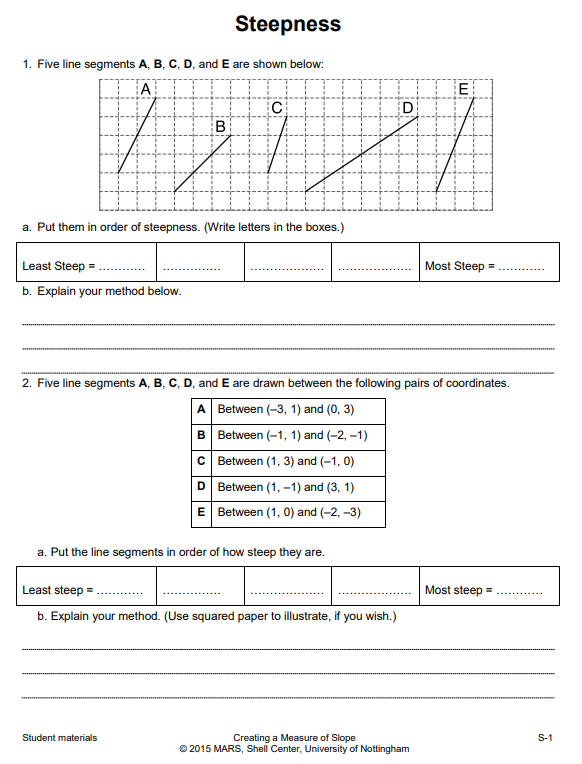 Steepness
1. Five line segments A, B, C, D, and E are shown below:
A
E
C
D
B
a. Put them in order of steepness. (Write letters in the boxes.)
Least Steep = ............ ............... ................... ................... Most Steep = ............
b. Explain your method below.
2. Five line segments A, B, C, D, and E are drawn between the following pairs of coordinates.
A Between (–3, 1) and (0, 3)
B Between (–1, 1) and (–2, –1)
C Between (1, 3) and (–1, 0)
D Between (1, –1) and (3, 1)
E Between (1, 0) and (–2, –3)
a. Put the line segments in order of how steep they are.
Least steep = ............ ............... ................... ................... Most steep = ............
b. Explain your method. (Use squared paper to illustrate, if you wish.)
Student materials Creating a Measure of Slope S-1
© 2015 MARS, Shell Center, University of Nottingham